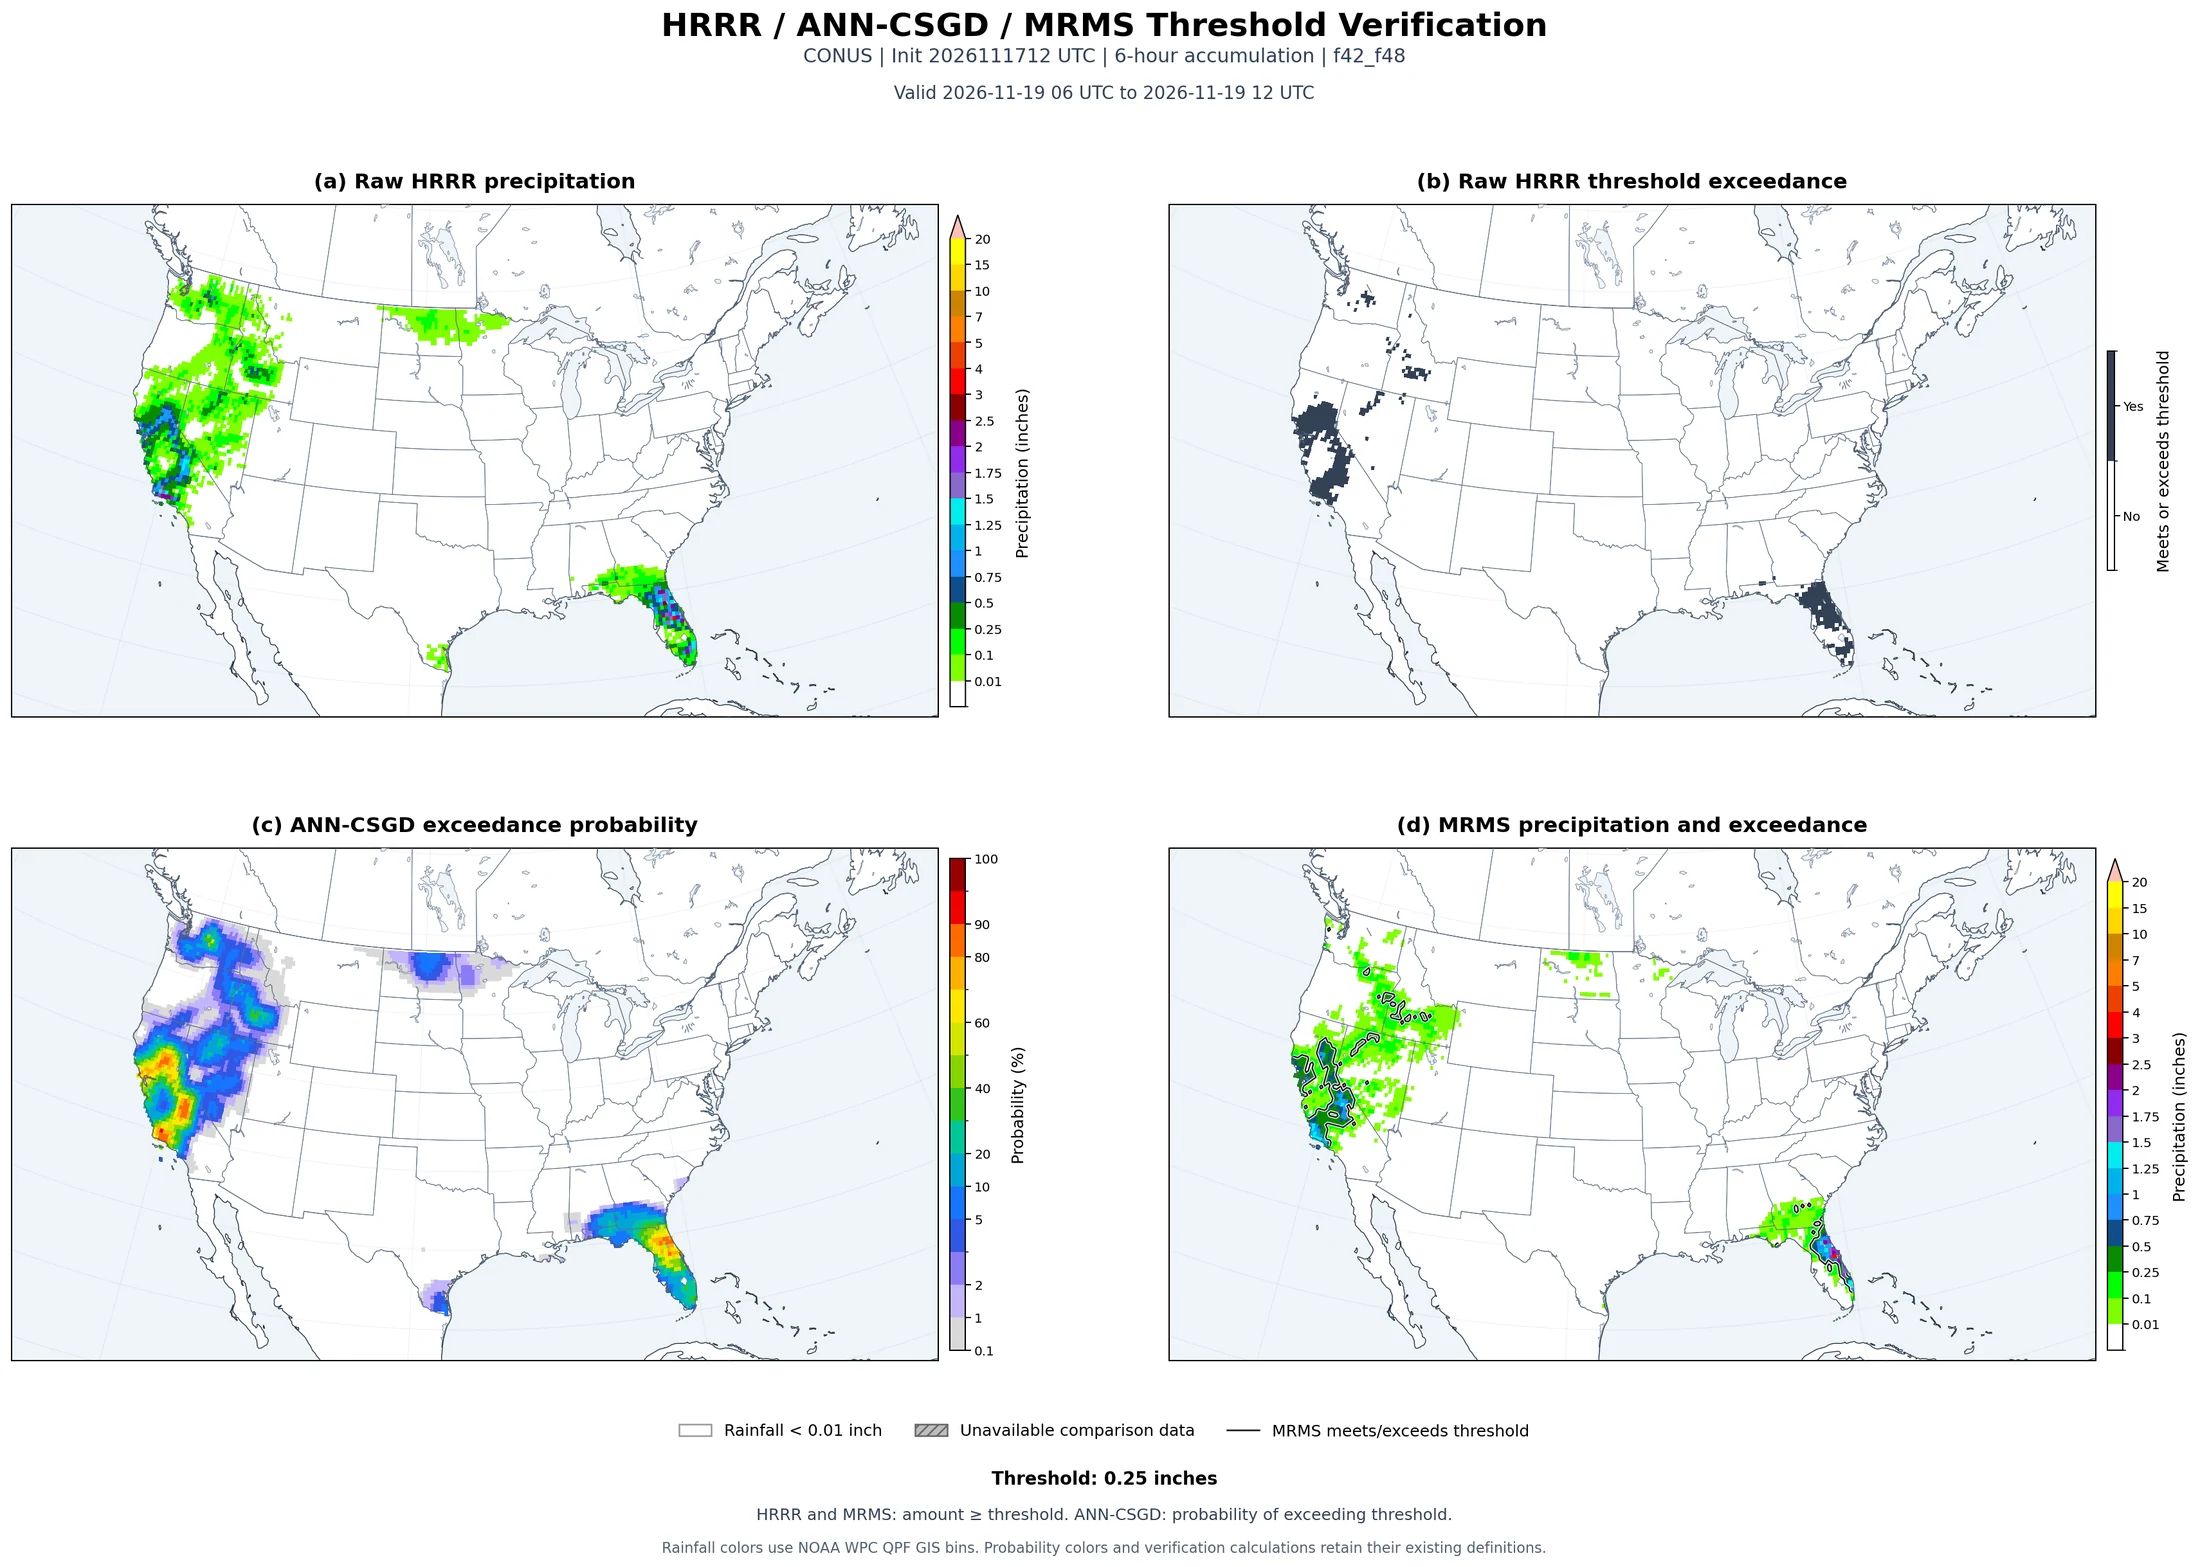 HRRR / ANN-CSGD / MRMS Threshold Verification
CONUS | Init 2026111712 UTC | 6-hour accumulation | f42_f48
Valid 2026-11-19 06 UTC to 2026-11-19 12 UTC
(a) Raw HRRR precipitation
20
15
10
7
5
4
3
2.5
2
1.75
1.5
1.25
1
0.75
0.5
0.25
0.1
0.01
Precipitation (inches)
(b) Raw HRRR threshold exceedance
Yes
No
Meets or exceeds threshold
(c) ANN-CSGD exceedance probability
100
90
80
60
40
20
10
5
2
1
0.1
Probability (%)
(d) MRMS precipitation and exceedance
20
15
10
7
5
4
3
2.5
2
1.75
1.5
1.25
1
0.75
0.5
0.25
0.1
0.01
Precipitation (inches)
Rainfall < 0.01 inch
Unavailable comparison data
MRMS meets/exceeds threshold
Threshold: 0.25 inches
HRRR and MRMS: amount ≥ threshold. ANN-CSGD: probability of exceeding threshold.
Rainfall colors use NOAA WPC QPF GIS bins. Probability colors and verification calculations retain their existing definitions.